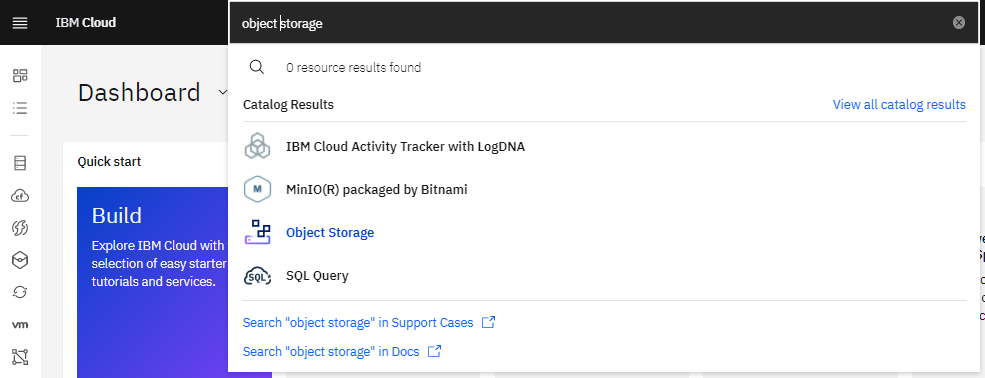 IBM Cloud
object storage
0 resource results found
Dashboard
Catalog Results
View all catalog results
IBM Cloud Activity Tracker with LogDNA
Quick start
M
MinIO(R) packaged by Bitnami
Build
Object Storage
Explore IBM Cloud with
selection of easy starter
tutorials and services.
SQL
SQL Query
cf
vm
Search "object storage" in Support Cases
Search "object storage" in Docs